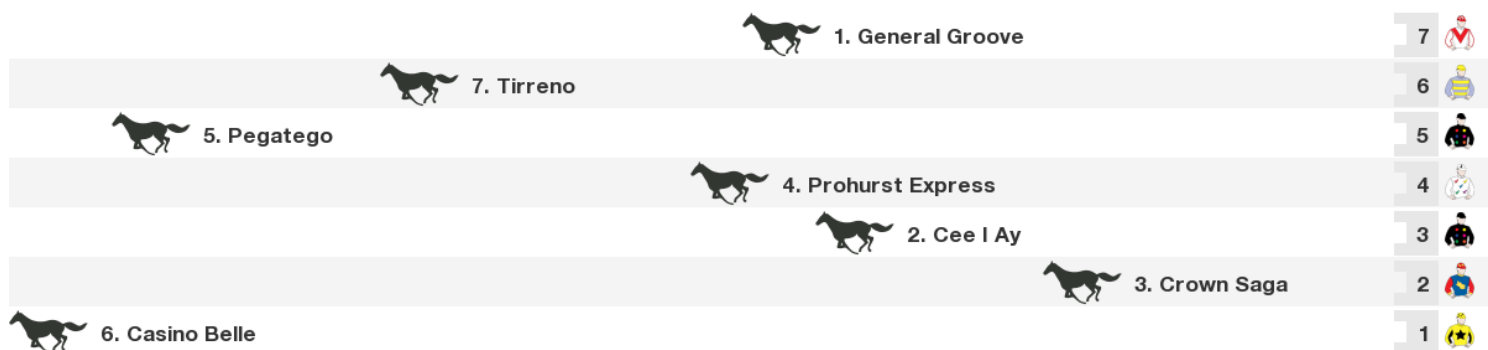 1. General Groove 7
7. Tirreno 6
5. Pegatego 5
4. Prohurst Express 4
2. Cee I Ay 3
3. Crown Saga 2
6. Casino Belle 1